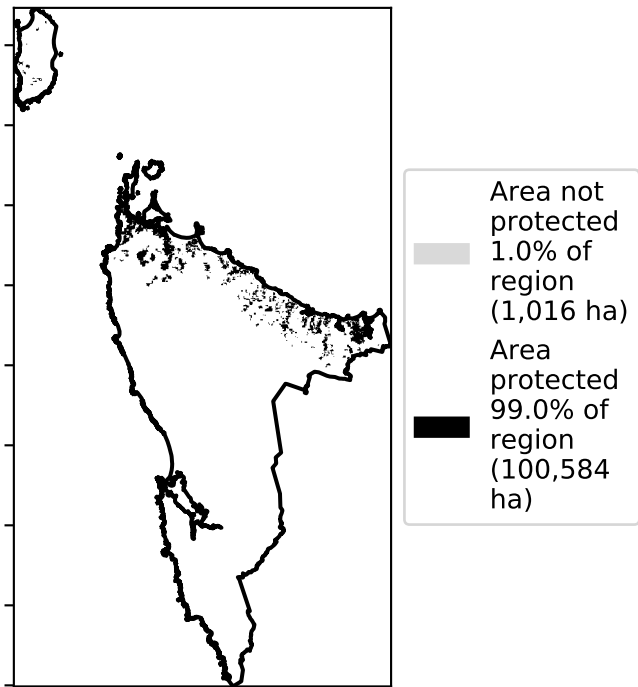 Area not
protected
1.0% of
region
(1,016 ha)
Area
protected
99.0% of
region
(100,584
ha)